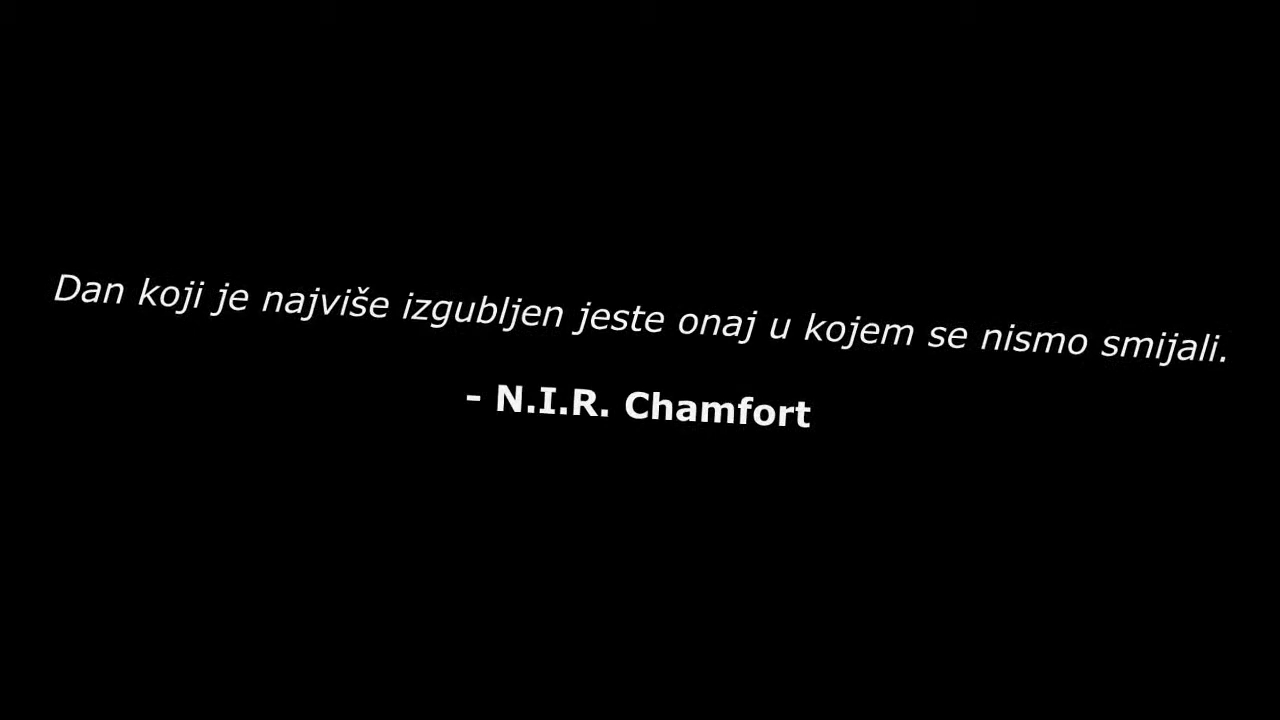 Dan koji je najviše izgubljen jeste onaj u kojem se nismo smijali.
- N.I.R. Chamfort